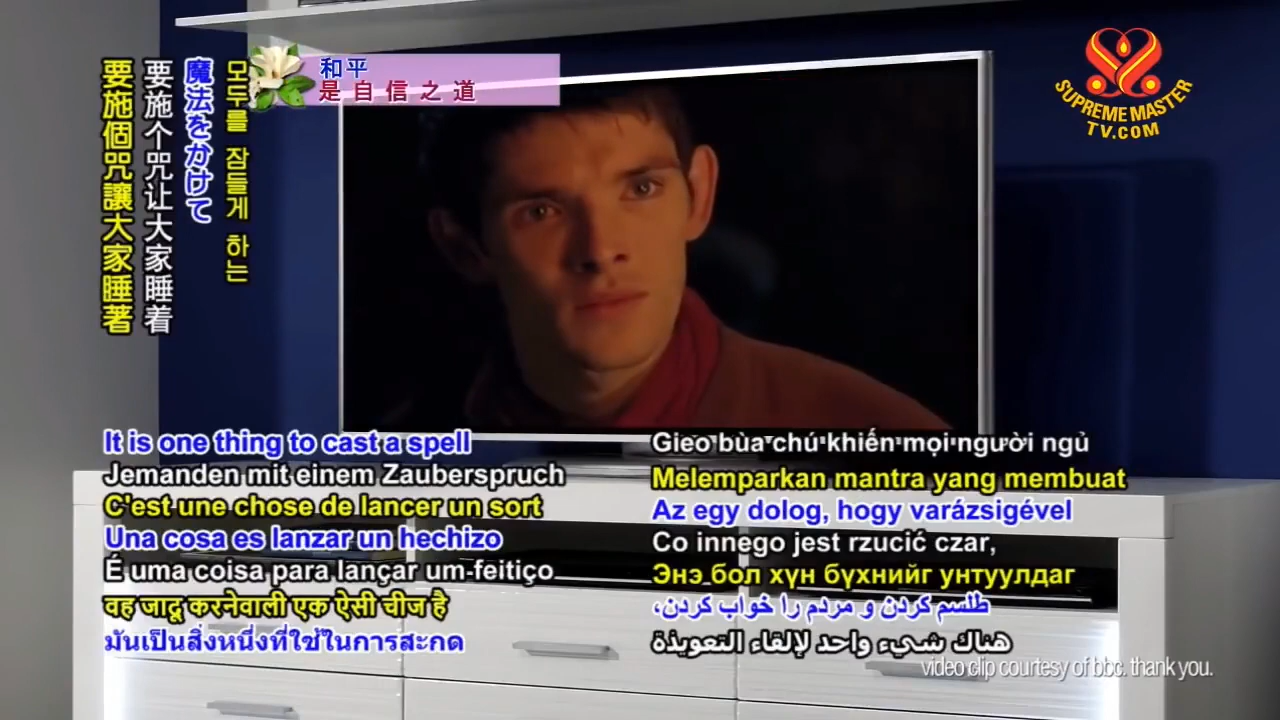 要施個咒讓大家睡著
要施个咒让大家睡着
魔法をかけて
모두를 잠들게 하는
和平
是自信之道
SUPREME MASTER
TV.COM
It is one thing to cast a spell
Jemanden mit einem Zauberspruch
C'est une chose de lancer un sort
Una cosa es lanzar un hechizo
É uma coisa para lançar um-feitiço
वह जादू करनेवाली एक ऐसी चीज है
มันเป็นสิ่งหนึ่งที่ใช้ในการสะกด
Gieo bùa chú khiến mọi người ngủ
Melemparkan mantra yang membuat
Az egy dolog, hogy varázsigével
Co innego jest rzucić czar,
Энэ бол хүн бүхнийг унтуулдаг
طلسم کردن و مردم را خواب کردن،
هناك شيء واحد لإلقاء التعويذة
video clip courtesy of bbc. thank you.